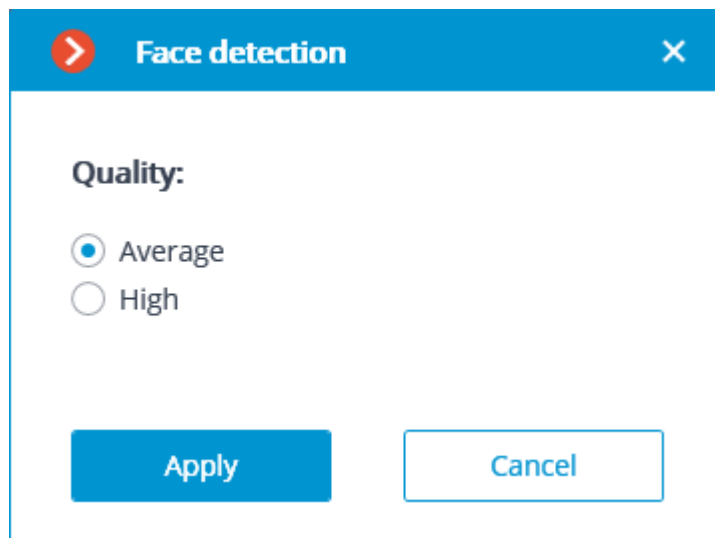 Face detection
Quality:
Average
High
Apply
Cancel